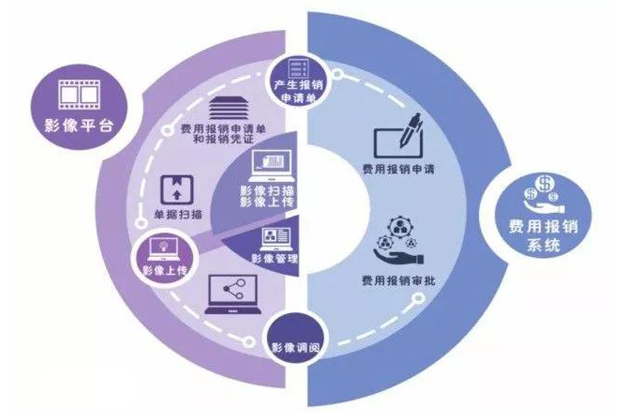 产生报销
申请单
影像平台
费用报销申请单
和报销凭证
费用报销申请
影像扫描
影像上传
单据扫描
费用报销
系统
影像管理
影像上传
费用报销审批
影像调阅